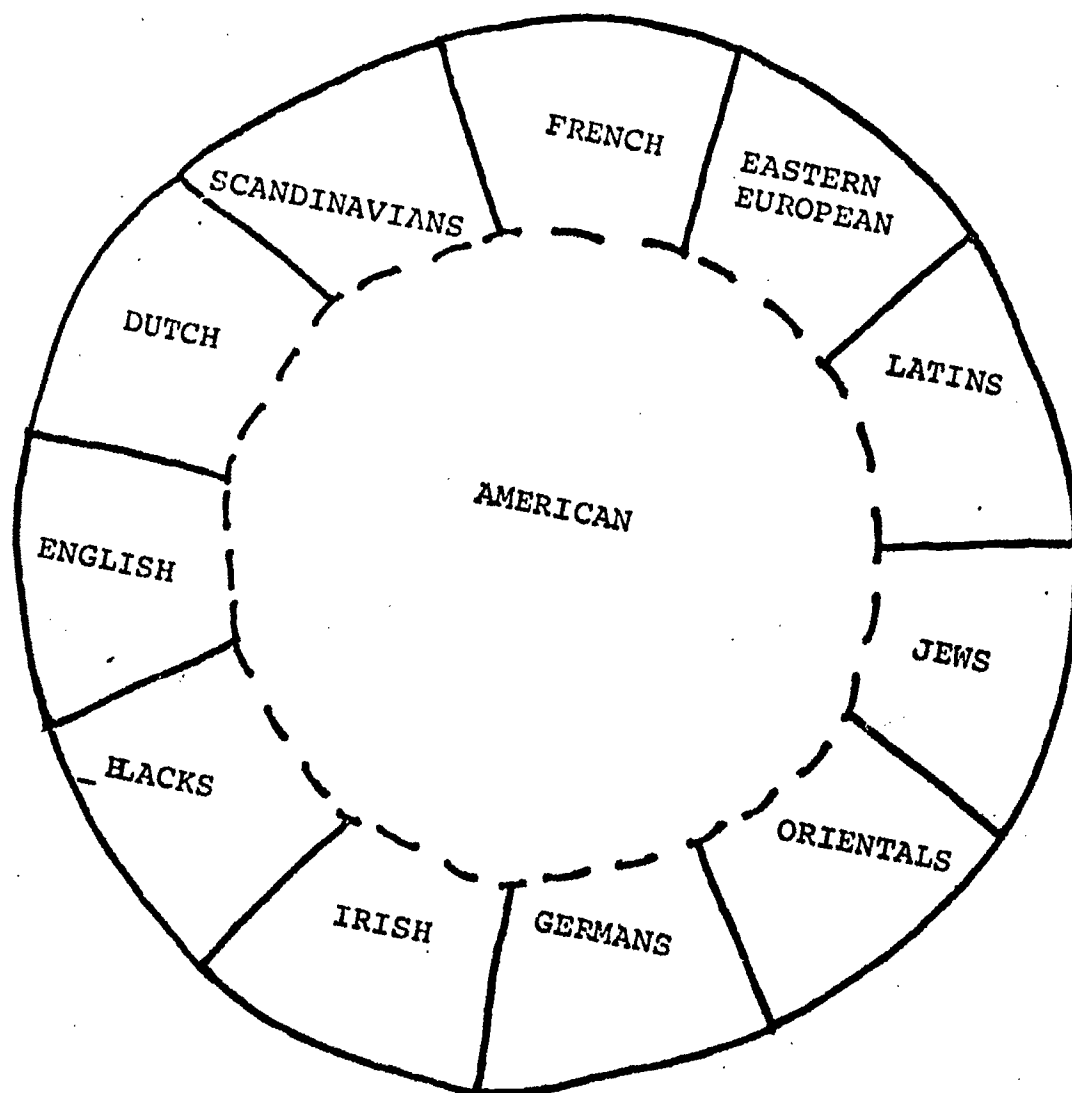 FRENCH
EASTERN
EUROPEAN
SCANDINAVIANS
DUTCH
LATINS
AMERICAN
ENGLISH
JEWS
BLACKS
ORIENTALS
IRISH
GERMANS